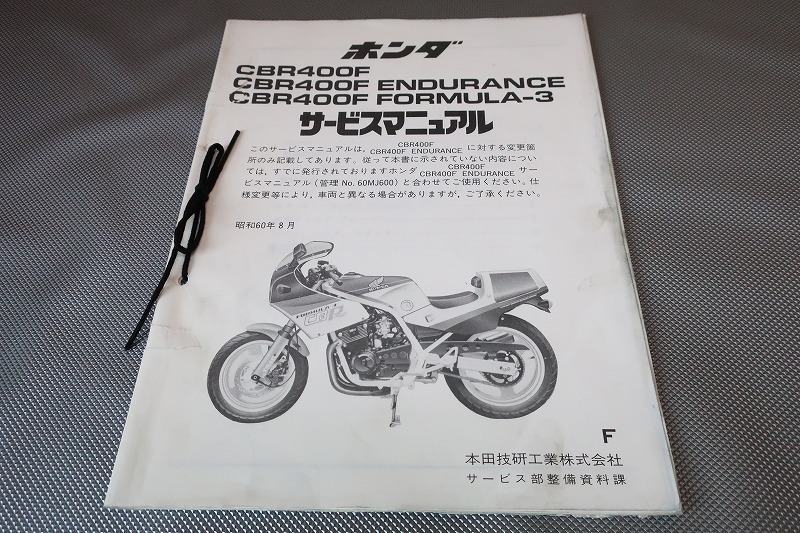 ホンダ
CBR400F
CBR400F ENDURANCE
CBR400F FORMULA-3
サービスマニュアル
このサービスマニュアルは, CBR400F CBR400F ENDURANCE に対する変更箇
所のみ記載してあります。従って本書に示されていない内容につい
ては, すでに発行されておりますホンダ CBR400F CBR400F ENDURANCE サー
ビスマニュアル (管理 No. 60MJ600) と合わせてご使用ください。仕
様変更等により, 車両と異なる場合がありますが, ご了承ください。
昭和60年 8 月
HONDA
FORMULA-3
CBR
F
本田技研工業株式会社
サービス部整備資料課